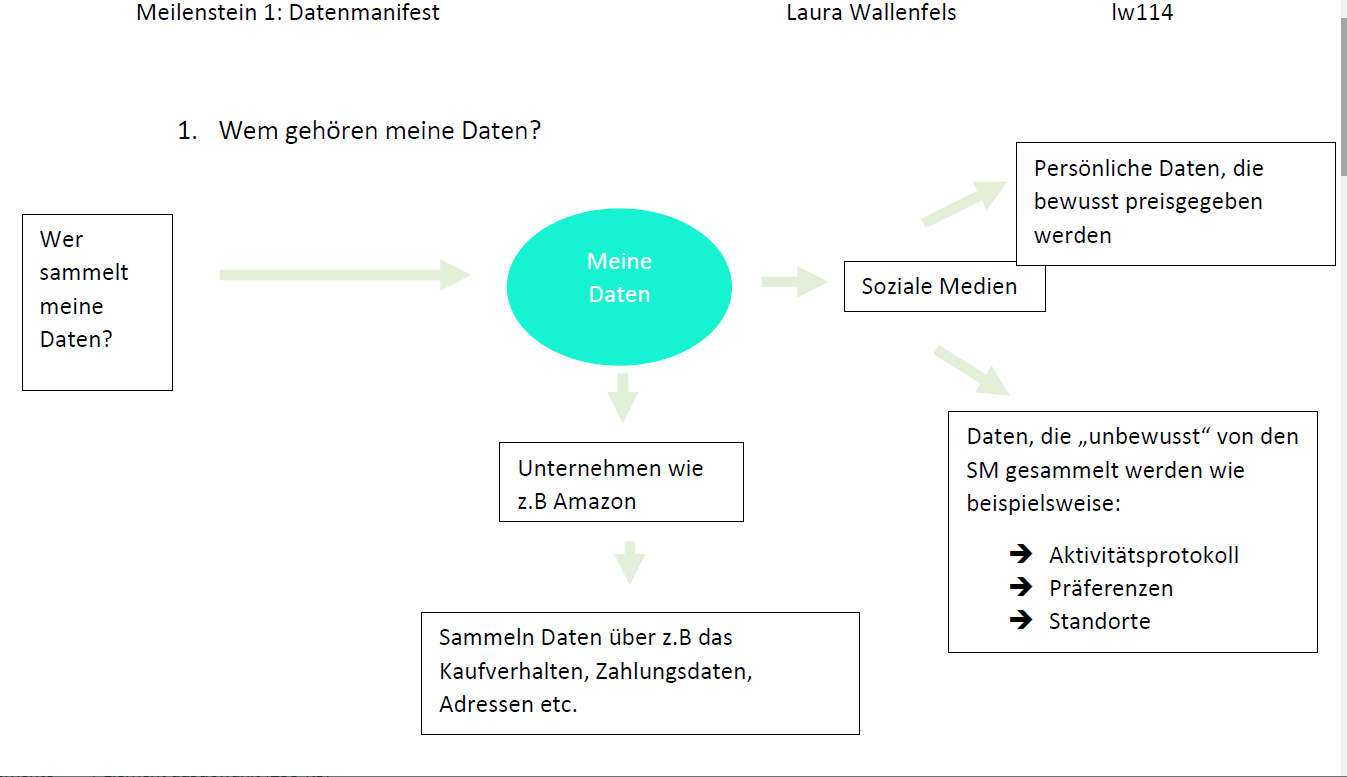 Meilenstein 1: Datenmanifest Laura Wallenfels lw114
1. Wem gehören meine Daten?
Wer
sammelt
meine
Daten?
Meine
Daten
Soziale Medien
Persönliche Daten, die
bewusst preisgegeben
werden
Daten, die „unbewusst“ von den
SM gesammelt werden wie
beispielsweise:
➔ Aktivitätsprotokoll
➔ Präferenzen
➔ Standorte
Unternehmen wie
z.B Amazon
Sammeln Daten über z.B das
Kaufverhalten, Zahlungsdaten,
Adressen etc.